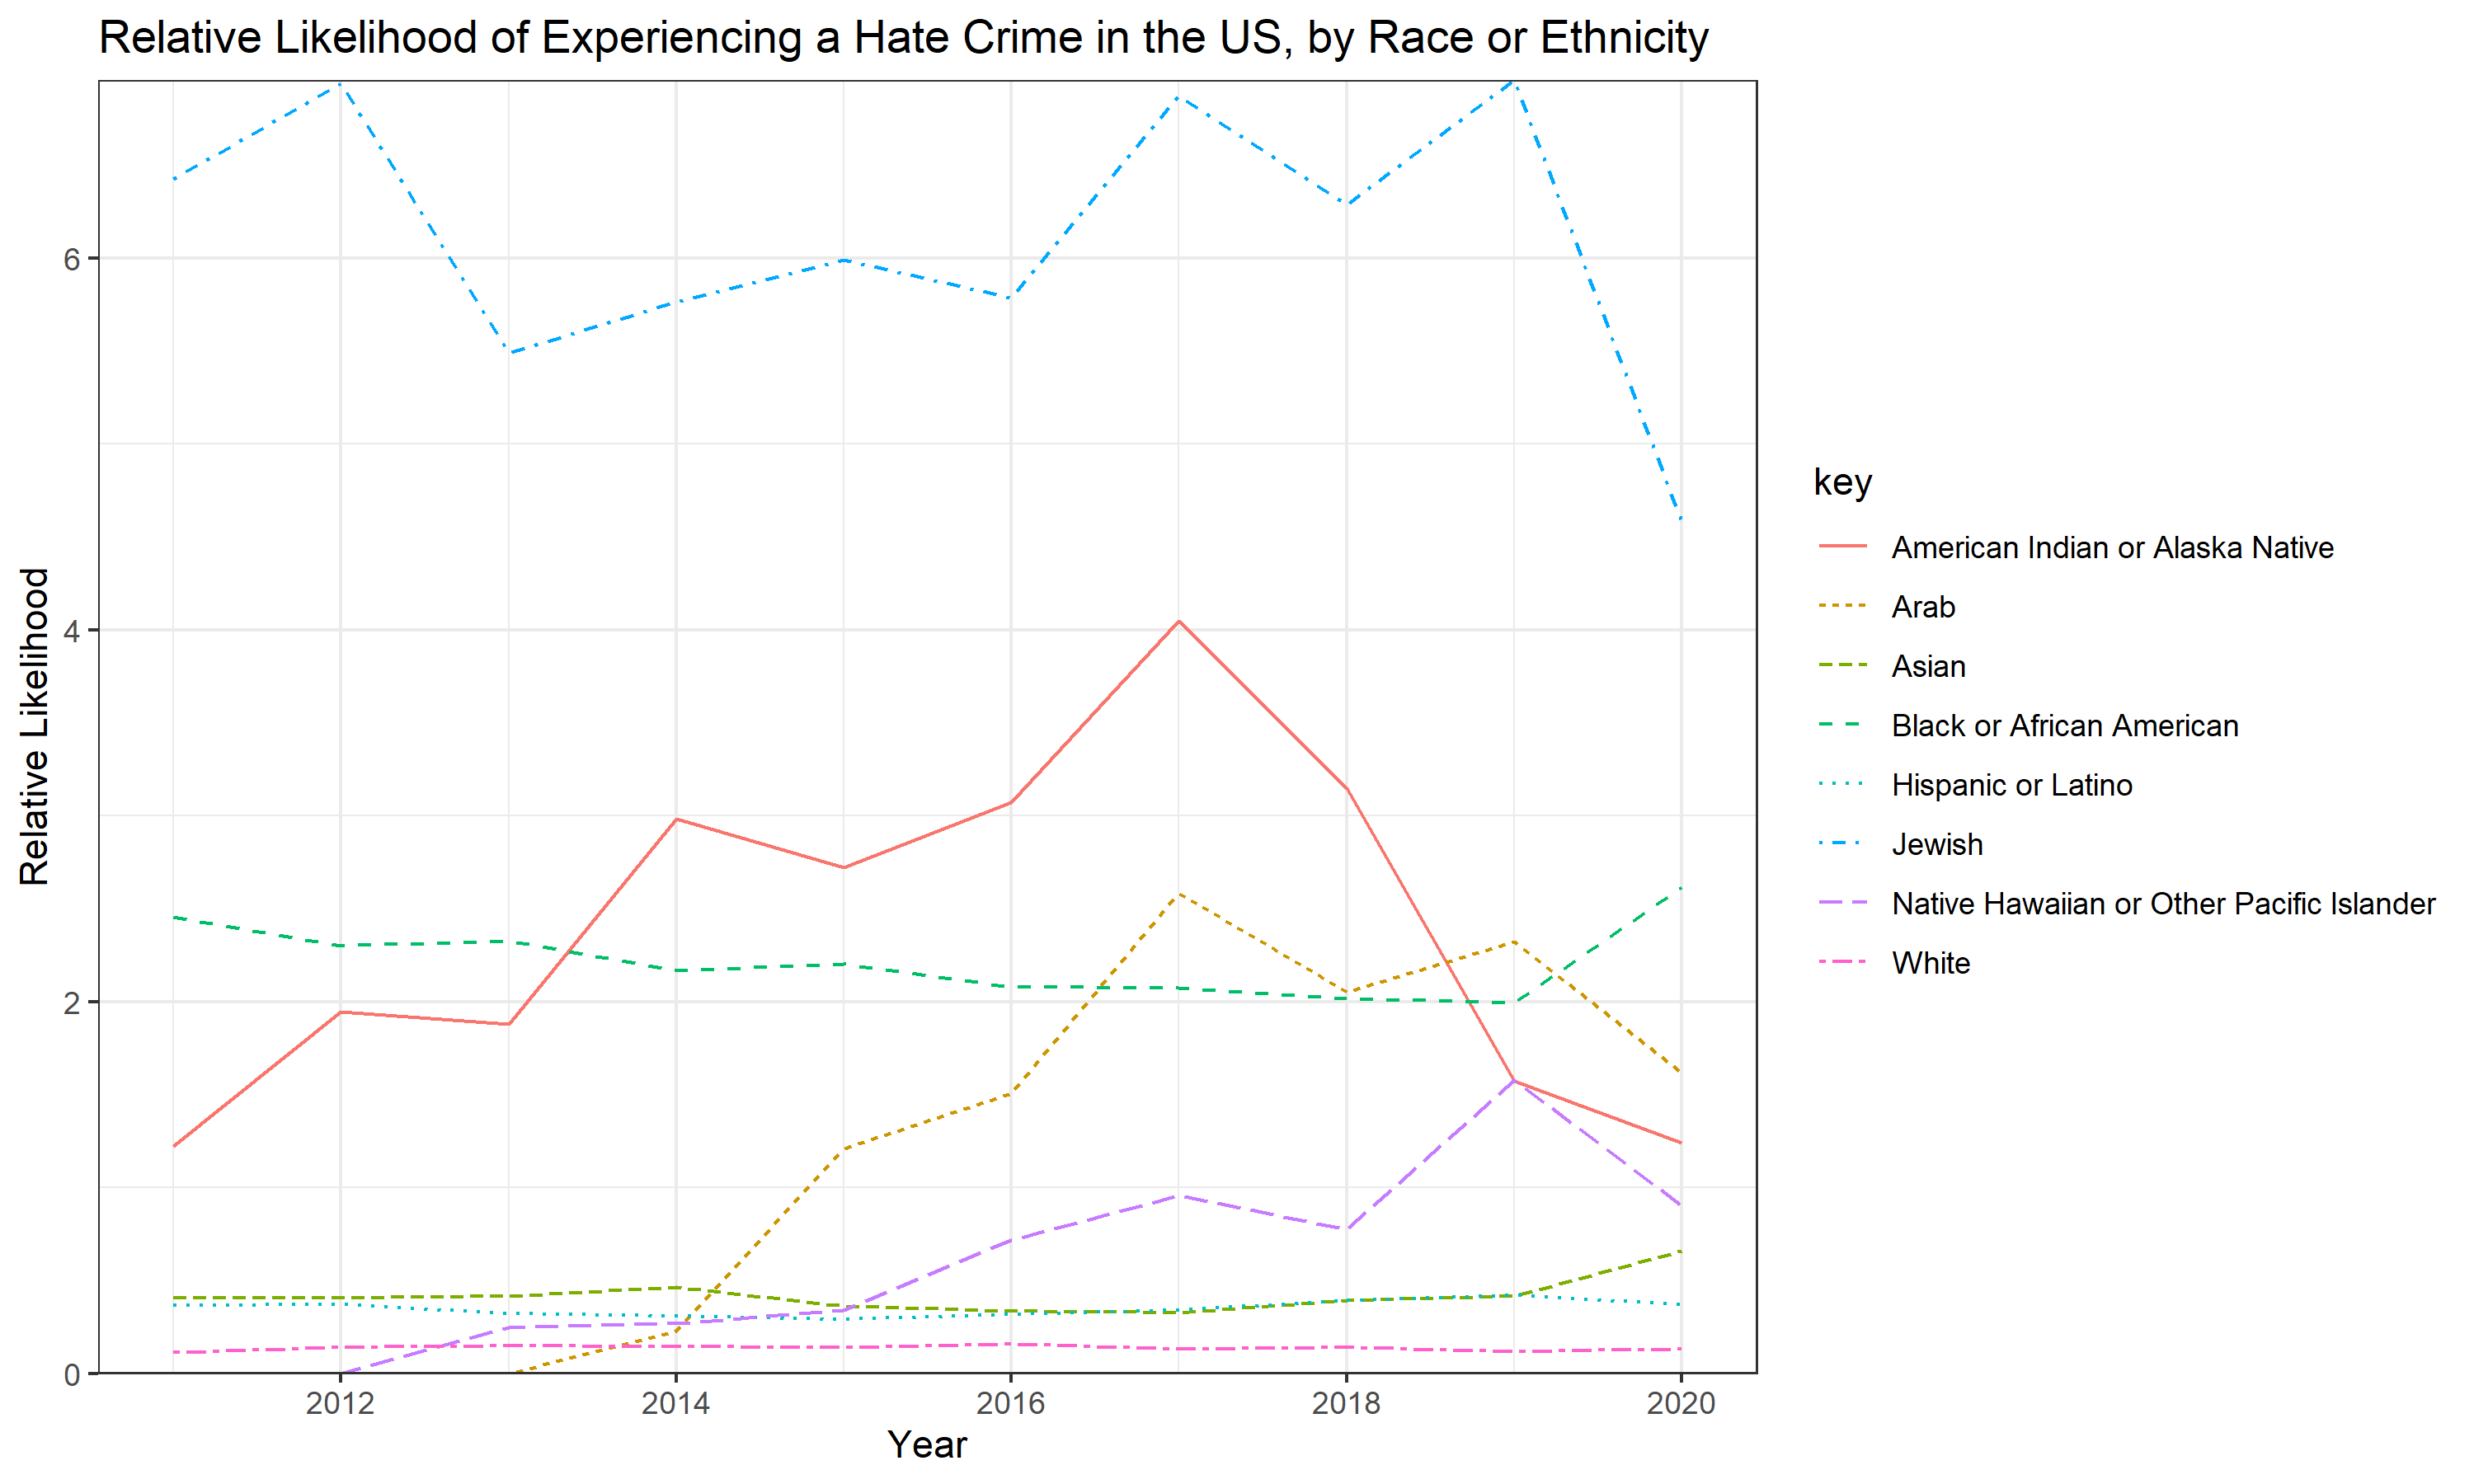 Relative Likelihood of Experiencing a Hate Crime in the US, by Race or Ethnicity
Relative Likelihood
6
4
2
0
2012
2014
2016
2018
2020
Year
key
American Indian or Alaska Native
Arab
Asian
Black or African American
Hispanic or Latino
Jewish
Native Hawaiian or Other Pacific Islander
White